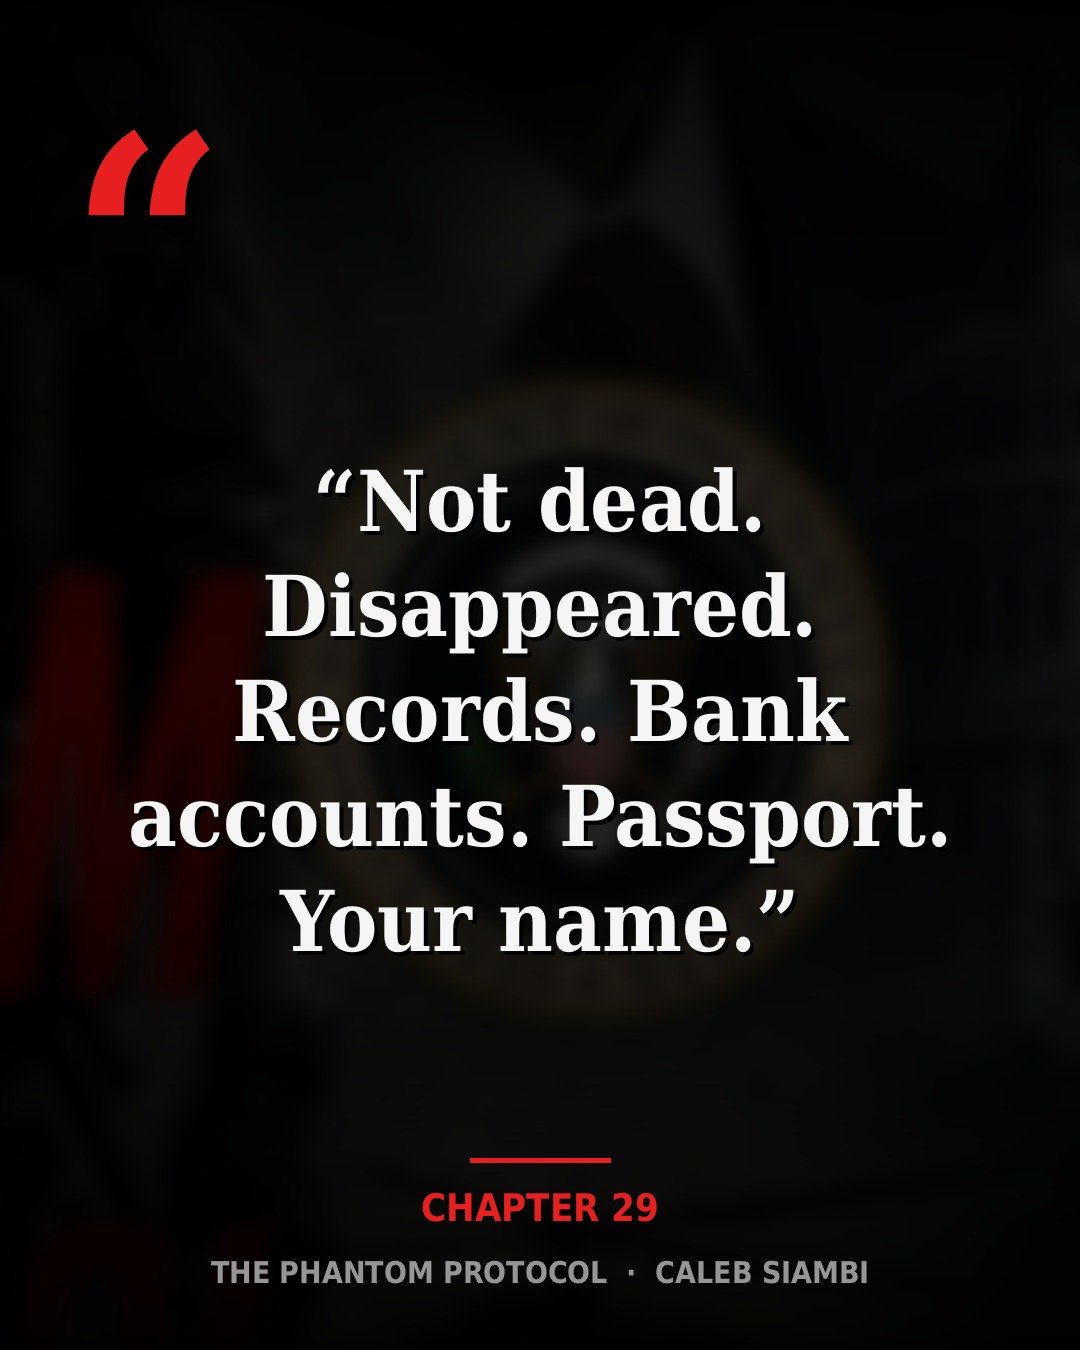 “
“Not dead.
Disappeared.
Records. Bank
accounts. Passport.
Your name.”
CHAPTER 29
THE PHANTOM PROTOCOL · CALEB SIAMBI